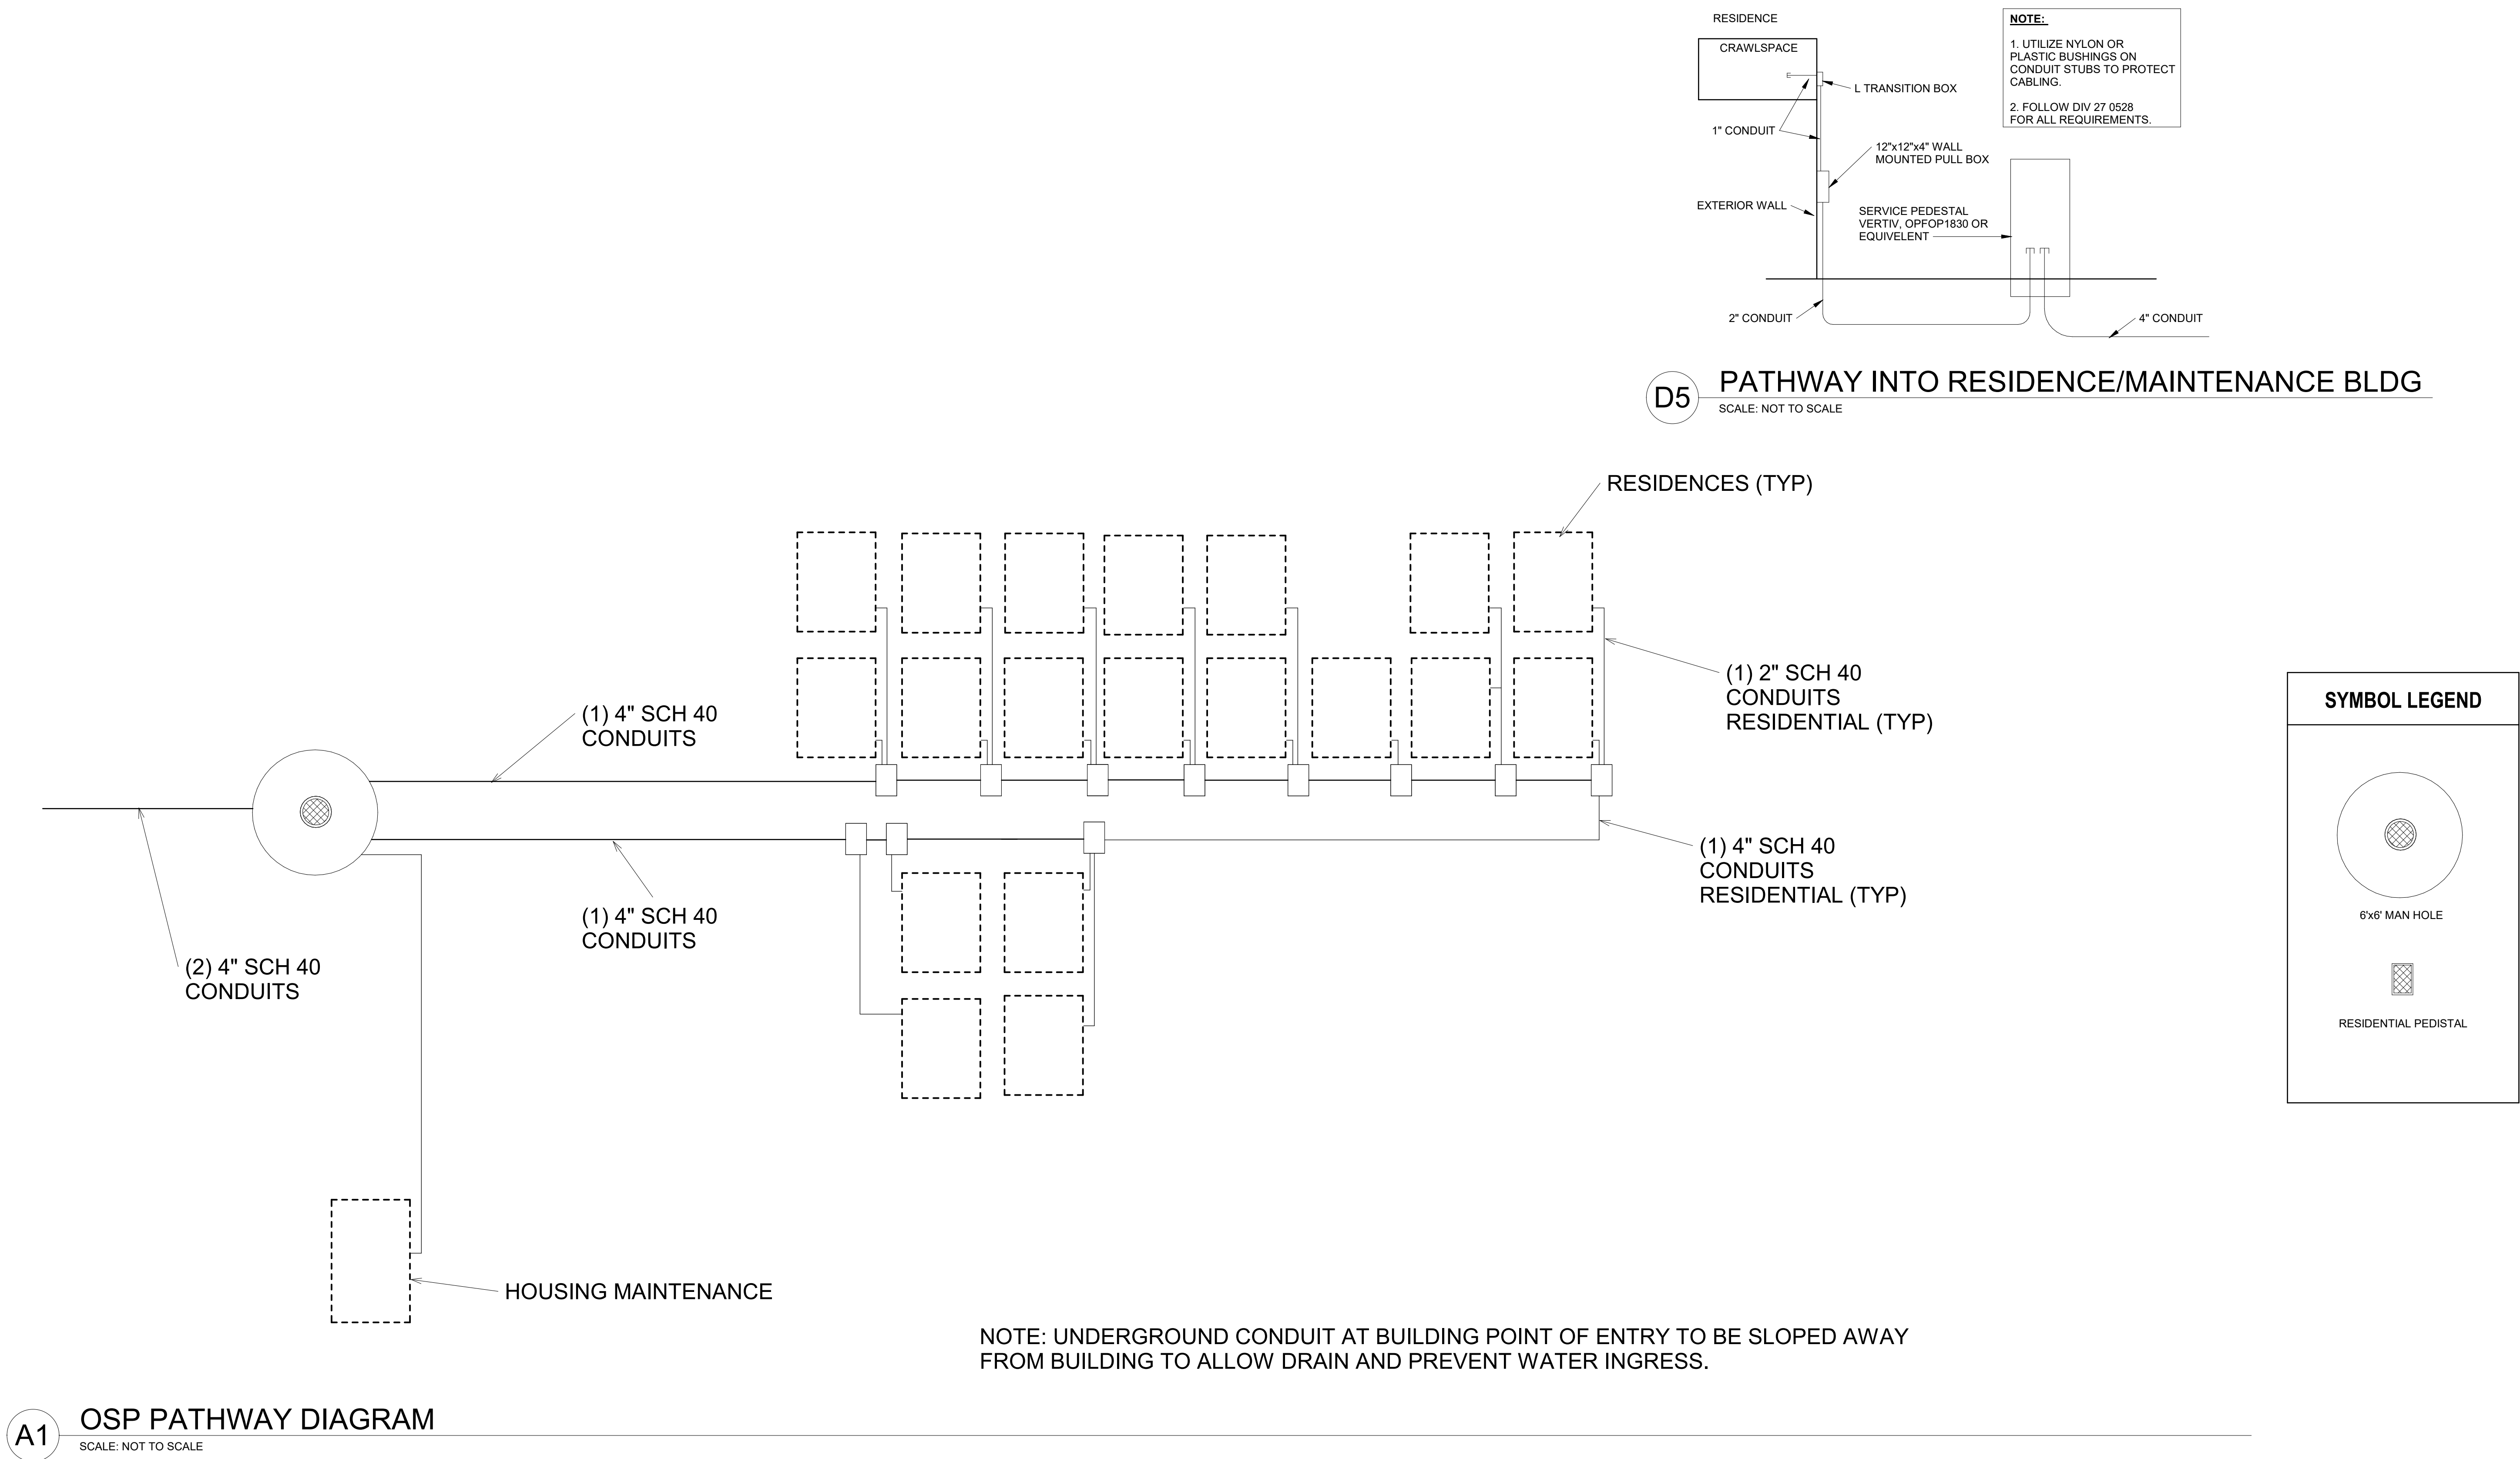 RESIDENCE
CRAWLSPACE
L TRANSITION BOX
1" CONDUIT
12"x12"x4" WALL
MOUNTED PULL BOX
EXTERIOR WALL
SERVICE PEDESTAL
VERTIV, OPFOP1830 OR
EQUIVELENT
2" CONDUIT
4" CONDUIT
NOTE:
1. UTILIZE NYLON OR
PLASTIC BUSHINGS ON
CONDUIT STUBS TO PROTECT
CABLING.
2. FOLLOW DIV 27 0528
FOR ALL REQUIREMENTS.
D5
PATHWAY INTO RESIDENCE/MAINTENANCE BLDG
SCALE: NOT TO SCALE
RESIDENCES (TYP)
(1) 2" SCH 40
CONDUITS
RESIDENTIAL (TYP)
(1) 4" SCH 40
CONDUITS
(1) 4" SCH 40
CONDUITS
RESIDENTIAL (TYP)
(1) 4" SCH 40
CONDUITS
(2) 4" SCH 40
CONDUITS
HOUSING MAINTENANCE
SYMBOL LEGEND
6'x6' MAN HOLE
RESIDENTIAL PEDISTAL
NOTE: UNDERGROUND CONDUIT AT BUILDING POINT OF ENTRY TO BE SLOPED AWAY
FROM BUILDING TO ALLOW DRAIN AND PREVENT WATER INGRESS.
A1
OSP PATHWAY DIAGRAM
SCALE: NOT TO SCALE